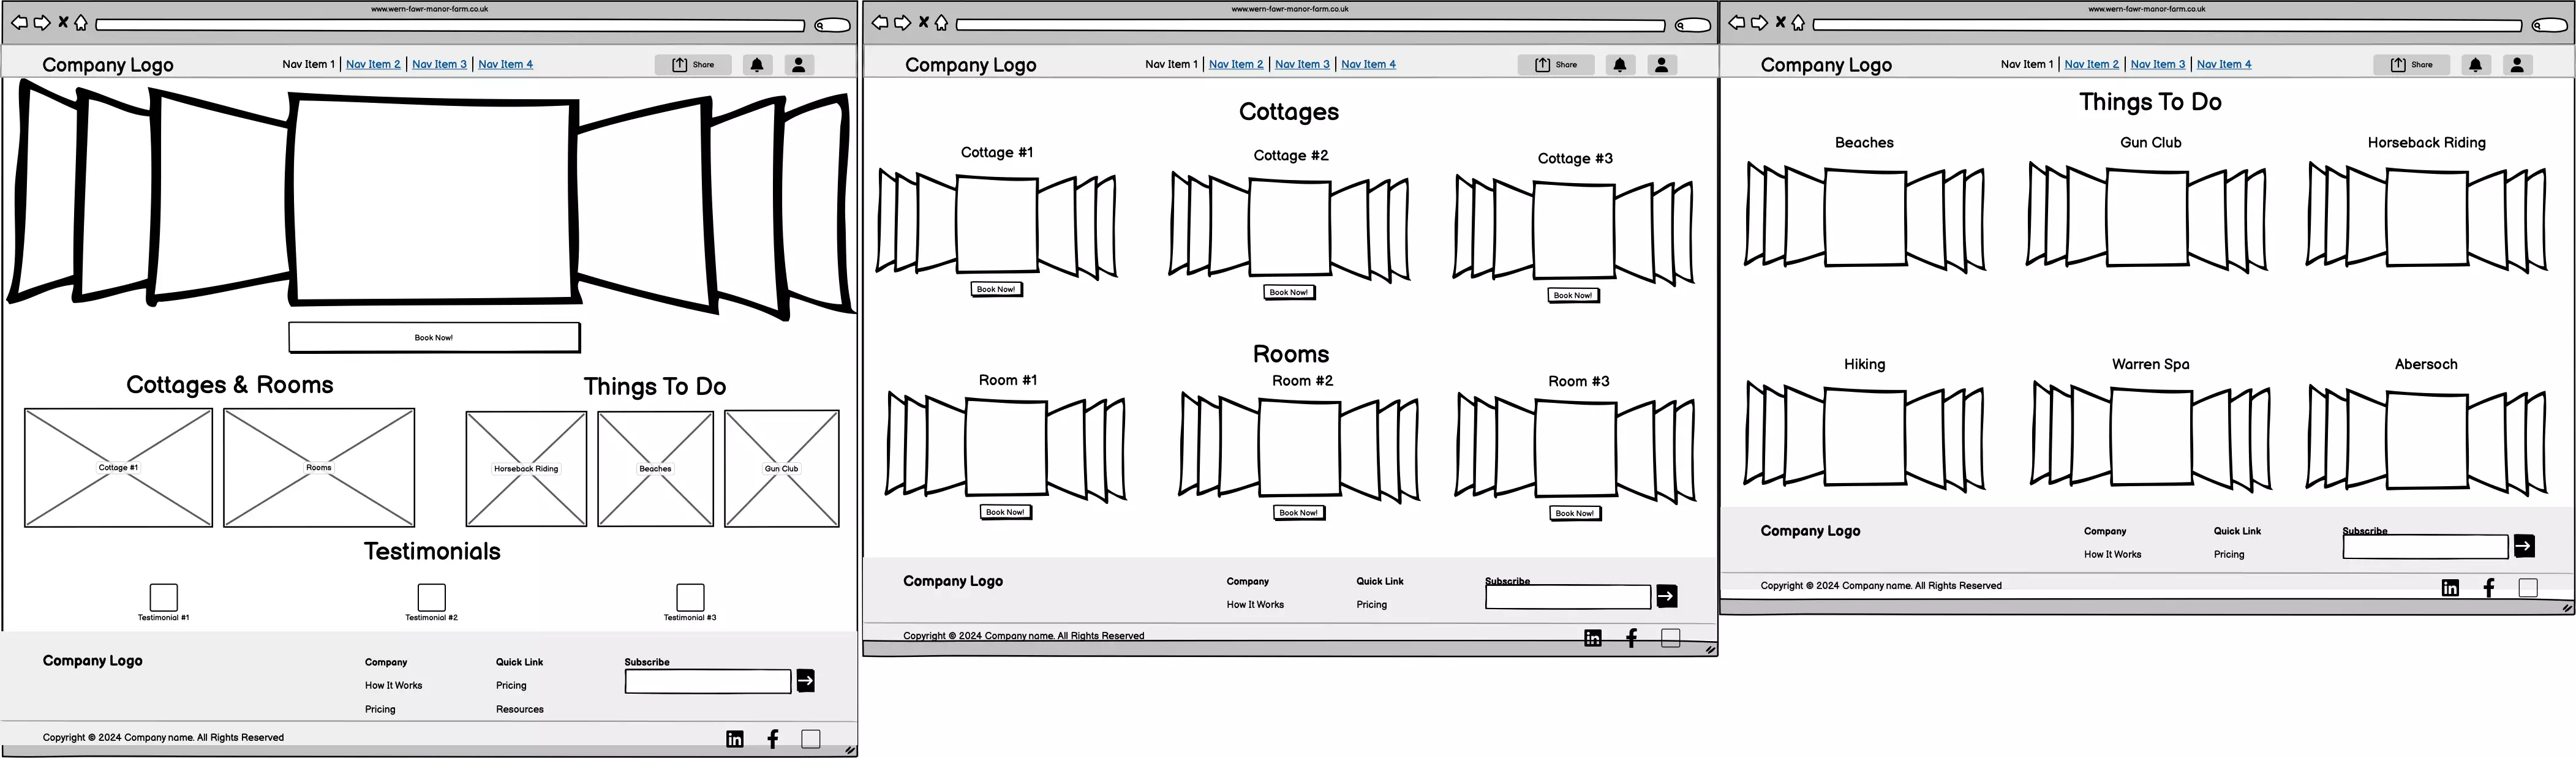 www.wern-fawr-manor-farm.co.uk
Company Logo
Nav Item 1 | Nav Item 2 | Nav Item 3 | Nav Item 4
Share
Book Now!
Cottages & Rooms
Things To Do
Cottage #1
Rooms
Horseback Riding
Beaches
Gun Club
Testimonials
Testimonial #1
Testimonial #2
Testimonial #3
Company Logo
Company
Quick Link
Subscribe
How It Works
Pricing
Pricing
Resources
Copyright © 2024 Company name. All Rights Reserved
in
f
www.wern-fawr-manor-farm.co.uk
Company Logo
Nav Item 1 | Nav Item 2 | Nav Item 3 | Nav Item 4
Share
Cottages
Cottage #1
Cottage #2
Cottage #3
Book Now!
Book Now!
Book Now!
Rooms
Room #1
Room #2
Room #3
Book Now!
Book Now!
Book Now!
Company Logo
Company
Quick Link
Subscribe
How It Works
Pricing
Copyright © 2024 Company name. All Rights Reserved
in
f
www.wern-fawr-manor-farm.co.uk
Company Logo
Nav Item 1 | Nav Item 2 | Nav Item 3 | Nav Item 4
Share
Things To Do
Beaches
Gun Club
Horseback Riding
Hiking
Warren Spa
Abersoch
Company Logo
Company
Quick Link
Subscribe
How It Works
Pricing
Copyright © 2024 Company name. All Rights Reserved
in
f